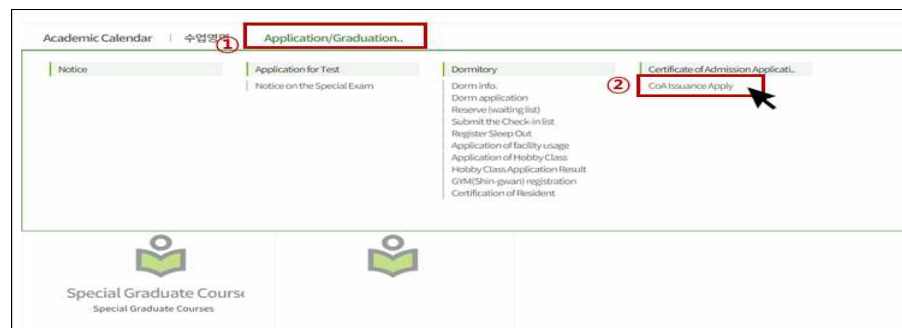 Academic Calendar
수업영역
Application/Graduation..
①
Notice
Application for Test
Notice on the Special Exam
Dormitory
Dorm info.
Dorm application
Reserve (waiting list)
Submit the Check-in list
Register Sleep Out
Application of facility usage
Application of Hobby Class
Hobby Class Application Result
GYM(Shin-gwan) registration
Certification of Resident
Certificate of Admission Applicati..
②
CoA Issuance Apply
Special Graduate Course
Special Graduate Courses